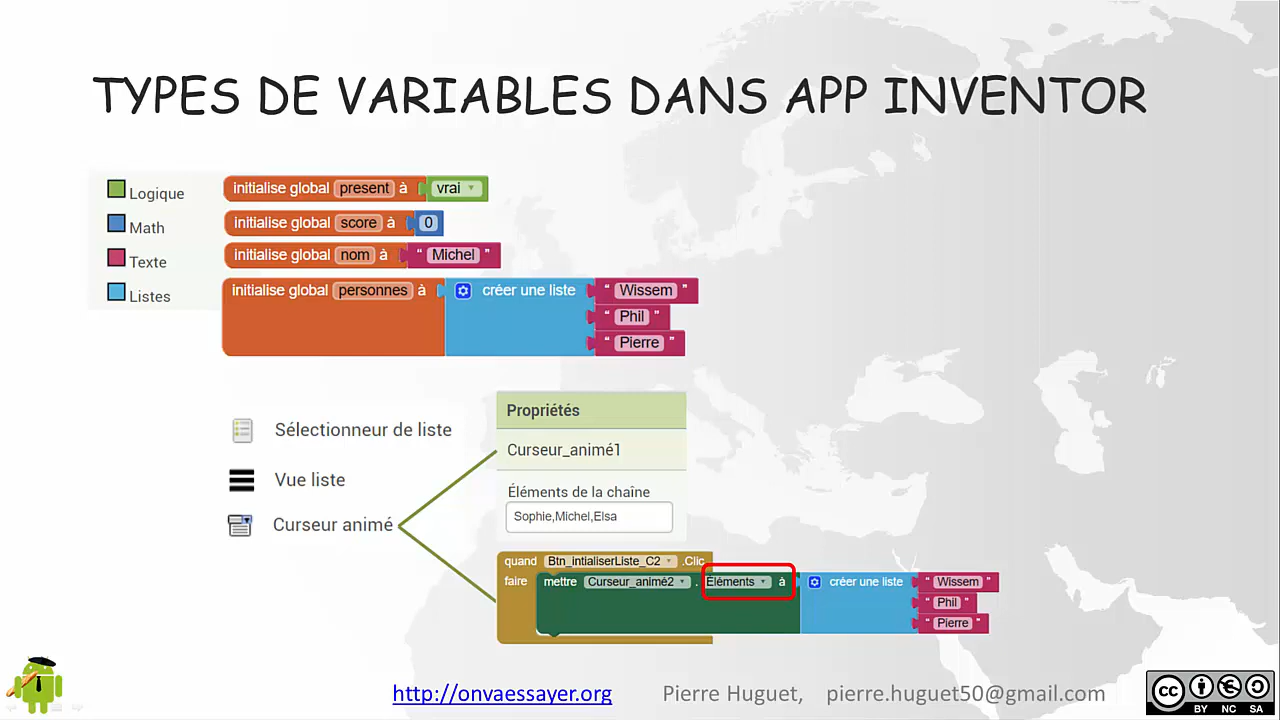 TYPES DE VARIABLES DANS APP INVENTOR
Logique
initialise global present à vrai
Math
initialise global score à 0
Texte
initialise global nom à “ Michel ”
Listes
initialise global personnes à créer une liste “ Wissem ”
“ Phil ”
“ Pierre ”
Propriétés
Sélectionneur de liste
Curseur_animé1
Vue liste
Éléments de la chaîne
Sophie,Michel,Elsa
Curseur animé
quand Btn_intialiserListe_C2 .Clic
faire mettre Curseur_animé2 . Éléments à créer une liste “ Wissem ”
“ Phil ”
“ Pierre ”
http://onvaessayer.org Pierre Huguet, pierre.huguet50@gmail.com
cc BY NC SA